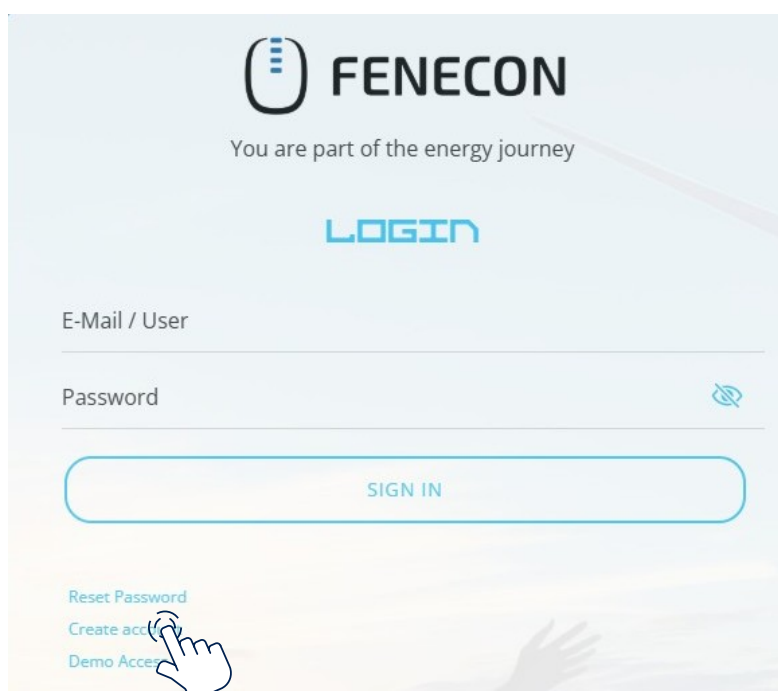 FENECON
You are part of the energy journey
LOGIN
E-Mail / User
Password
SIGN IN
Reset Password
Create
Demo